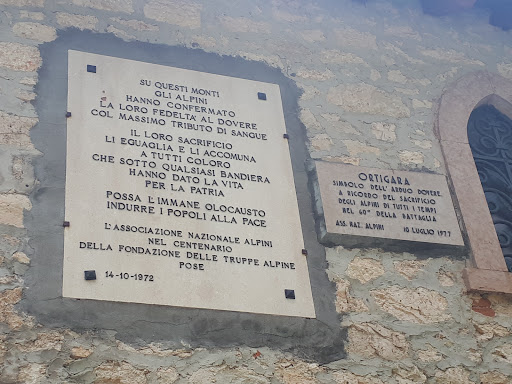 SU QUESTI MONTI
GLI ALPINI
HANNO CONFERMATO
LA LORO FEDELTA' AL DOVERE
COL MASSIMO TRIBUTO DI SANGUE
IL LORO SACRIFICIO
LI EGUAGLIA E LI ACCOMUNA
A TUTTI COLORO
CHE SOTTO QUALSIASI BANDIERA
HANNO DATO LA VITA
PER LA PATRIA
POSSA L'IMMANE OLOCAUSTO
INDURRE I POPOLI ALLA PACE
L'ASSOCIAZIONE NAZIONALE ALPINI
NEL CENTENARIO
DELLA FONDAZIONE DELLE TRUPPE ALPINE
POSE
14-10-1972
ORTIGARA
SIMBOLO DELL'ARDUO DOVERE
A RICORDO DEL SACRIFICIO
DEGLI ALPINI DI TUTTI I TEMPI
NEL 60° DELLA BATTAGLIA
ASS. NAZ. ALPINI 10 LUGLIO 1977